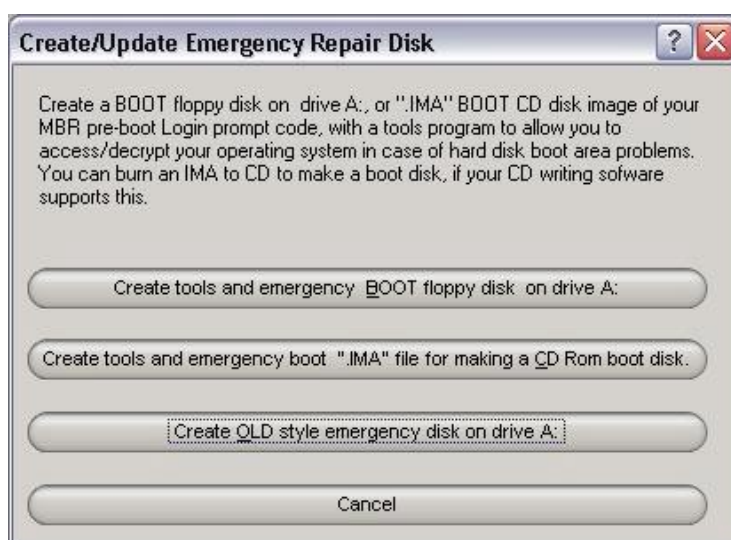 Create/Update Emergency Repair Disk
Create a BOOT floppy disk on drive A:, or ".IMA" BOOT CD disk image of your
MBR pre-boot Login prompt code, with a tools program to allow you to
access/decrypt your operating system in case of hard disk boot area problems.
You can burn an IMA to CD to make a boot disk, if your CD writing sofware
supports this.
Create tools and emergency BOOT floppy disk on drive A:
Create tools and emergency boot ".IMA" file for making a CD Rom boot disk.
Create OLD style emergency disk on drive A:
Cancel